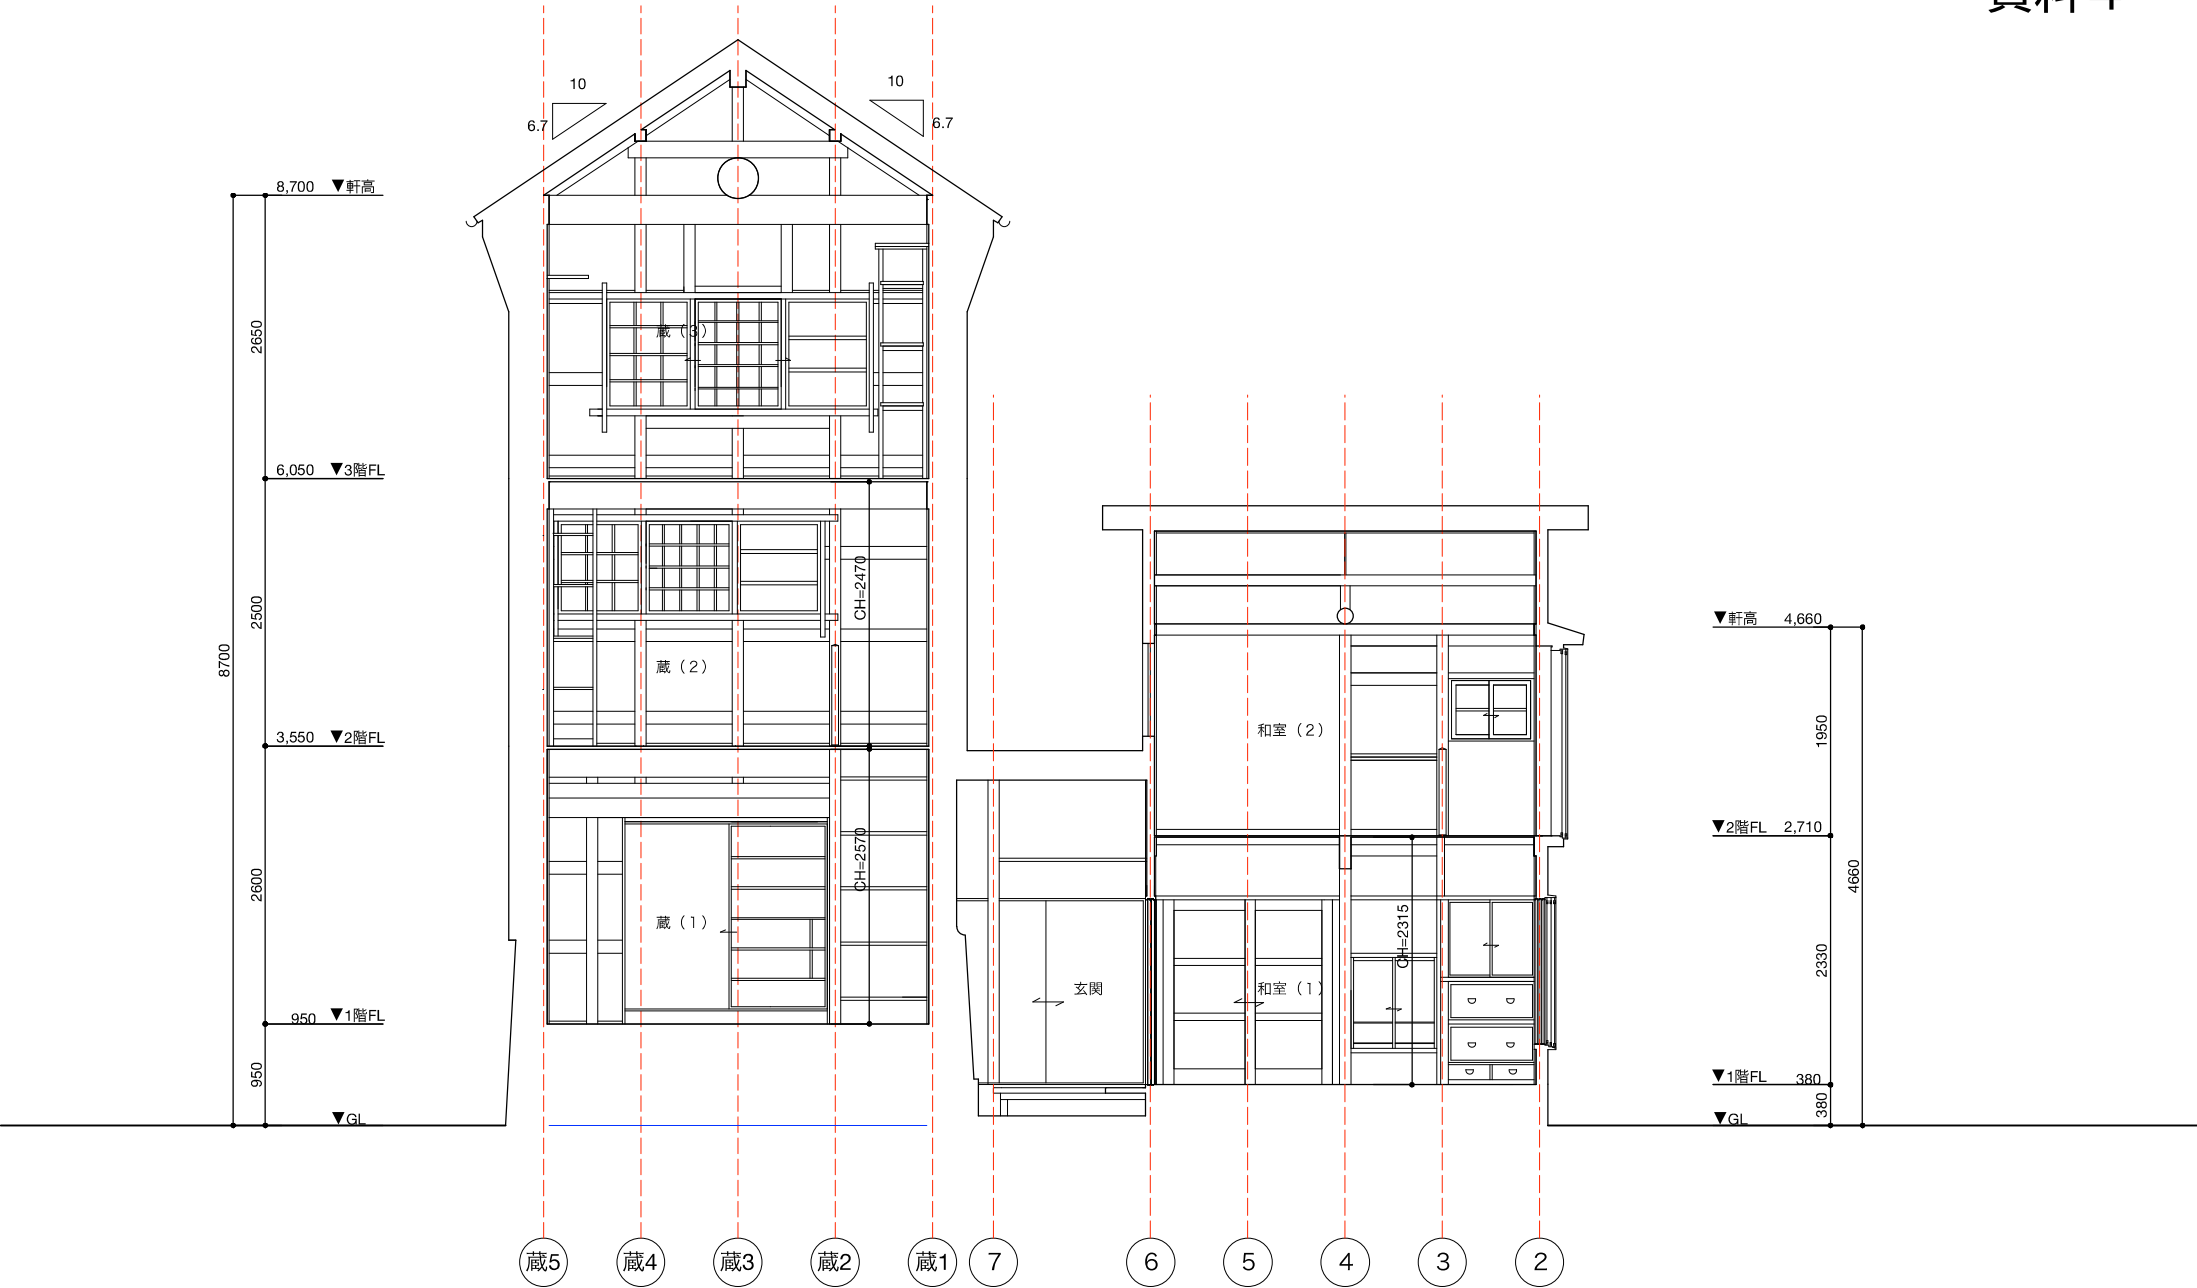 資料4
10
6.7
10
6.7
8,700 ▼軒高
2650
蔵（3）
6,050 ▼3階FL
2500
8700
CH=2470
蔵（2）
3,550 ▼2階FL
2600
CH=2570
蔵（1）
950 ▼1階FL
950
▼GL
▼軒高 4,660
1950
和室（2）
▼2階FL 2,710
4660
CH=2315
2330
玄関
和室（1）
▼1階FL 380
380
▼GL
蔵5 蔵4 蔵3 蔵2 蔵1 7 6 5 4 3 2